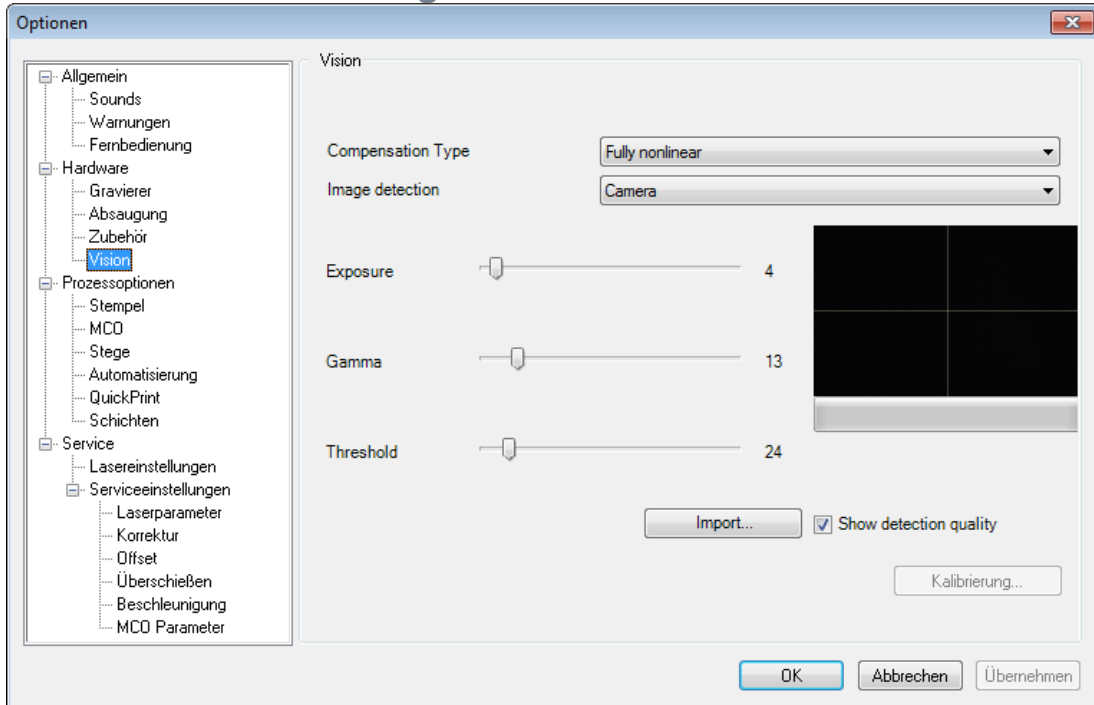 Optionen
Allgemein
Sounds
Warnungen
Fernbedienung
Hardware
Gravierer
Absaugung
Zubehör
Vision
Prozessoptionen
Stempel
MCO
Stege
Automatisierung
QuickPrint
Schichten
Service
Lasereinstellungen
Serviceeinstellungen
Laserparameter
Korrektur
Offset
Überschießen
Beschleunigung
MCO Parameter
Vision
Compensation Type Fully nonlinear
Image detection Camera
Exposure 4
Gamma 13
Threshold 24
Import... Show detection quality
Kalibrierung...
OK Abbrechen Übernehmen